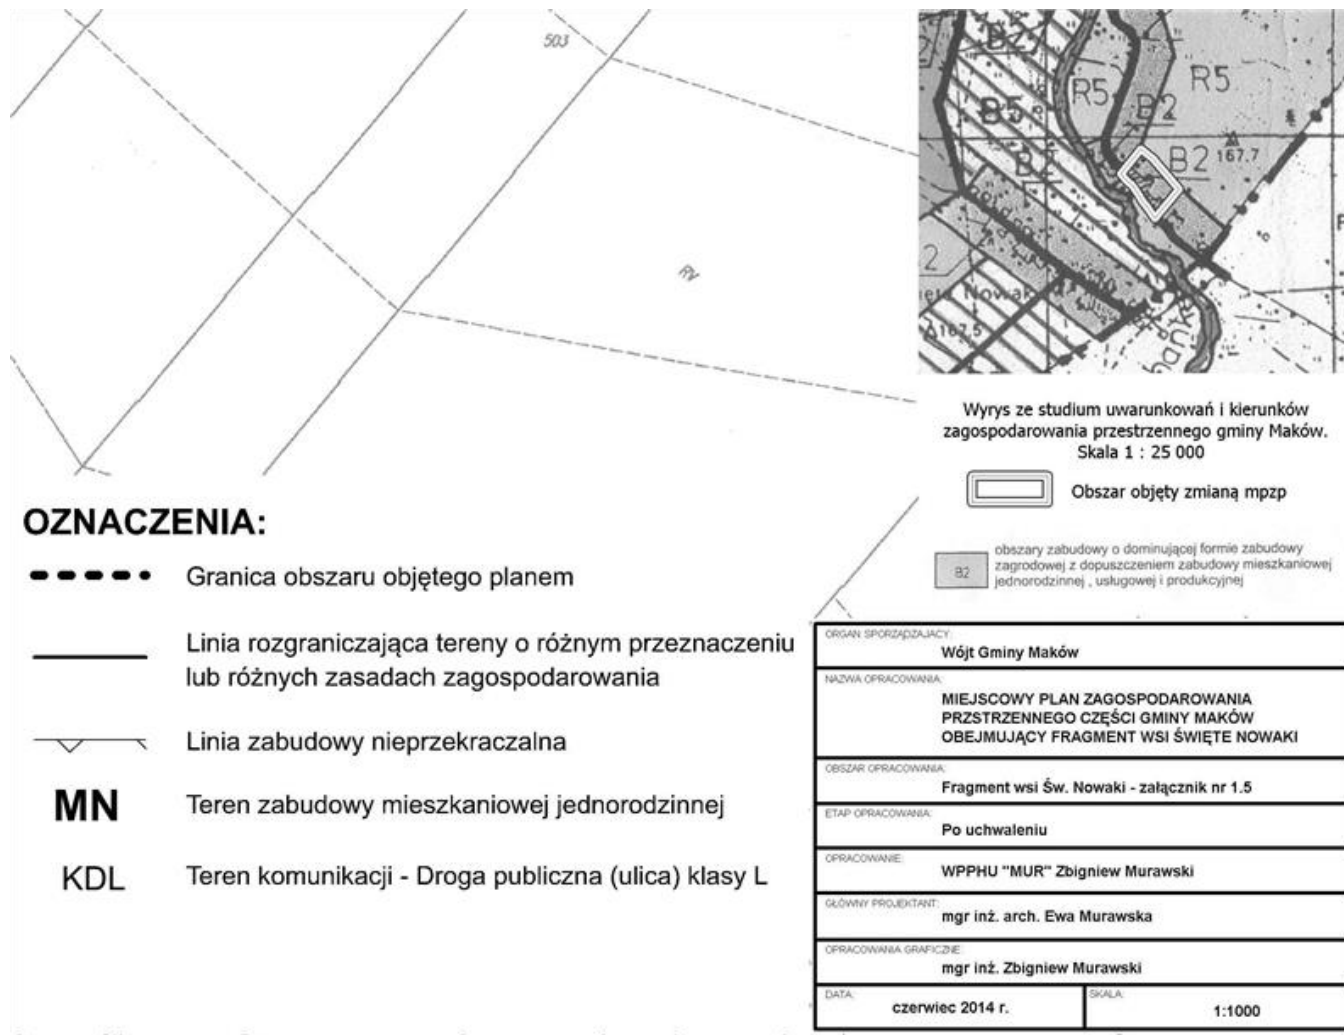 503
RV
B2
B5
R5
R5
B2
B2
167.7
B2
2
Nowak
167.5
Wyrys ze studium uwarunkowań i kierunków
zagospodarowania przestrzennego gminy Maków.
Skala 1 : 25 000
Obszar objęty zmianą mpzp
B2
obszary zabudowy o dominującej formie zabudowy
zagrodowej z dopuszczeniem zabudowy mieszkaniowej
jednorodzinnej , usługowej i produkcyjnej
OZNACZENIA:
Granica obszaru objętego planem
Linia rozgraniczająca tereny o różnym przeznaczeniu
lub różnych zasadach zagospodarowania
Linia zabudowy nieprzekraczalna
MN Teren zabudowy mieszkaniowej jednorodzinnej
KDL Teren komunikacji - Droga publiczna (ulica) klasy L
ORGAN SPORZĄDZAJĄCY:
Wójt Gminy Maków
NAZWA OPRACOWANIA:
MIEJSCOWY PLAN ZAGOSPODAROWANIA
PRZSTRZENNEGO CZĘŚCI GMINY MAKÓW
OBEJMUJĄCY FRAGMENT WSI ŚWIĘTE NOWAKI
OBSZAR OPRACOWANIA:
Fragment wsi Św. Nowaki - załącznik nr 1.5
ETAP OPRACOWANIA:
Po uchwaleniu
OPRACOWANIE:
WPPHU "MUR" Zbigniew Murawski
GŁÓWNY PROJEKTANT:
mgr inż. arch. Ewa Murawska
OPRACOWANIA GRAFICZNE:
mgr inż. Zbigniew Murawski
DATA:
czerwiec 2014 r.
SKALA:
1:1000